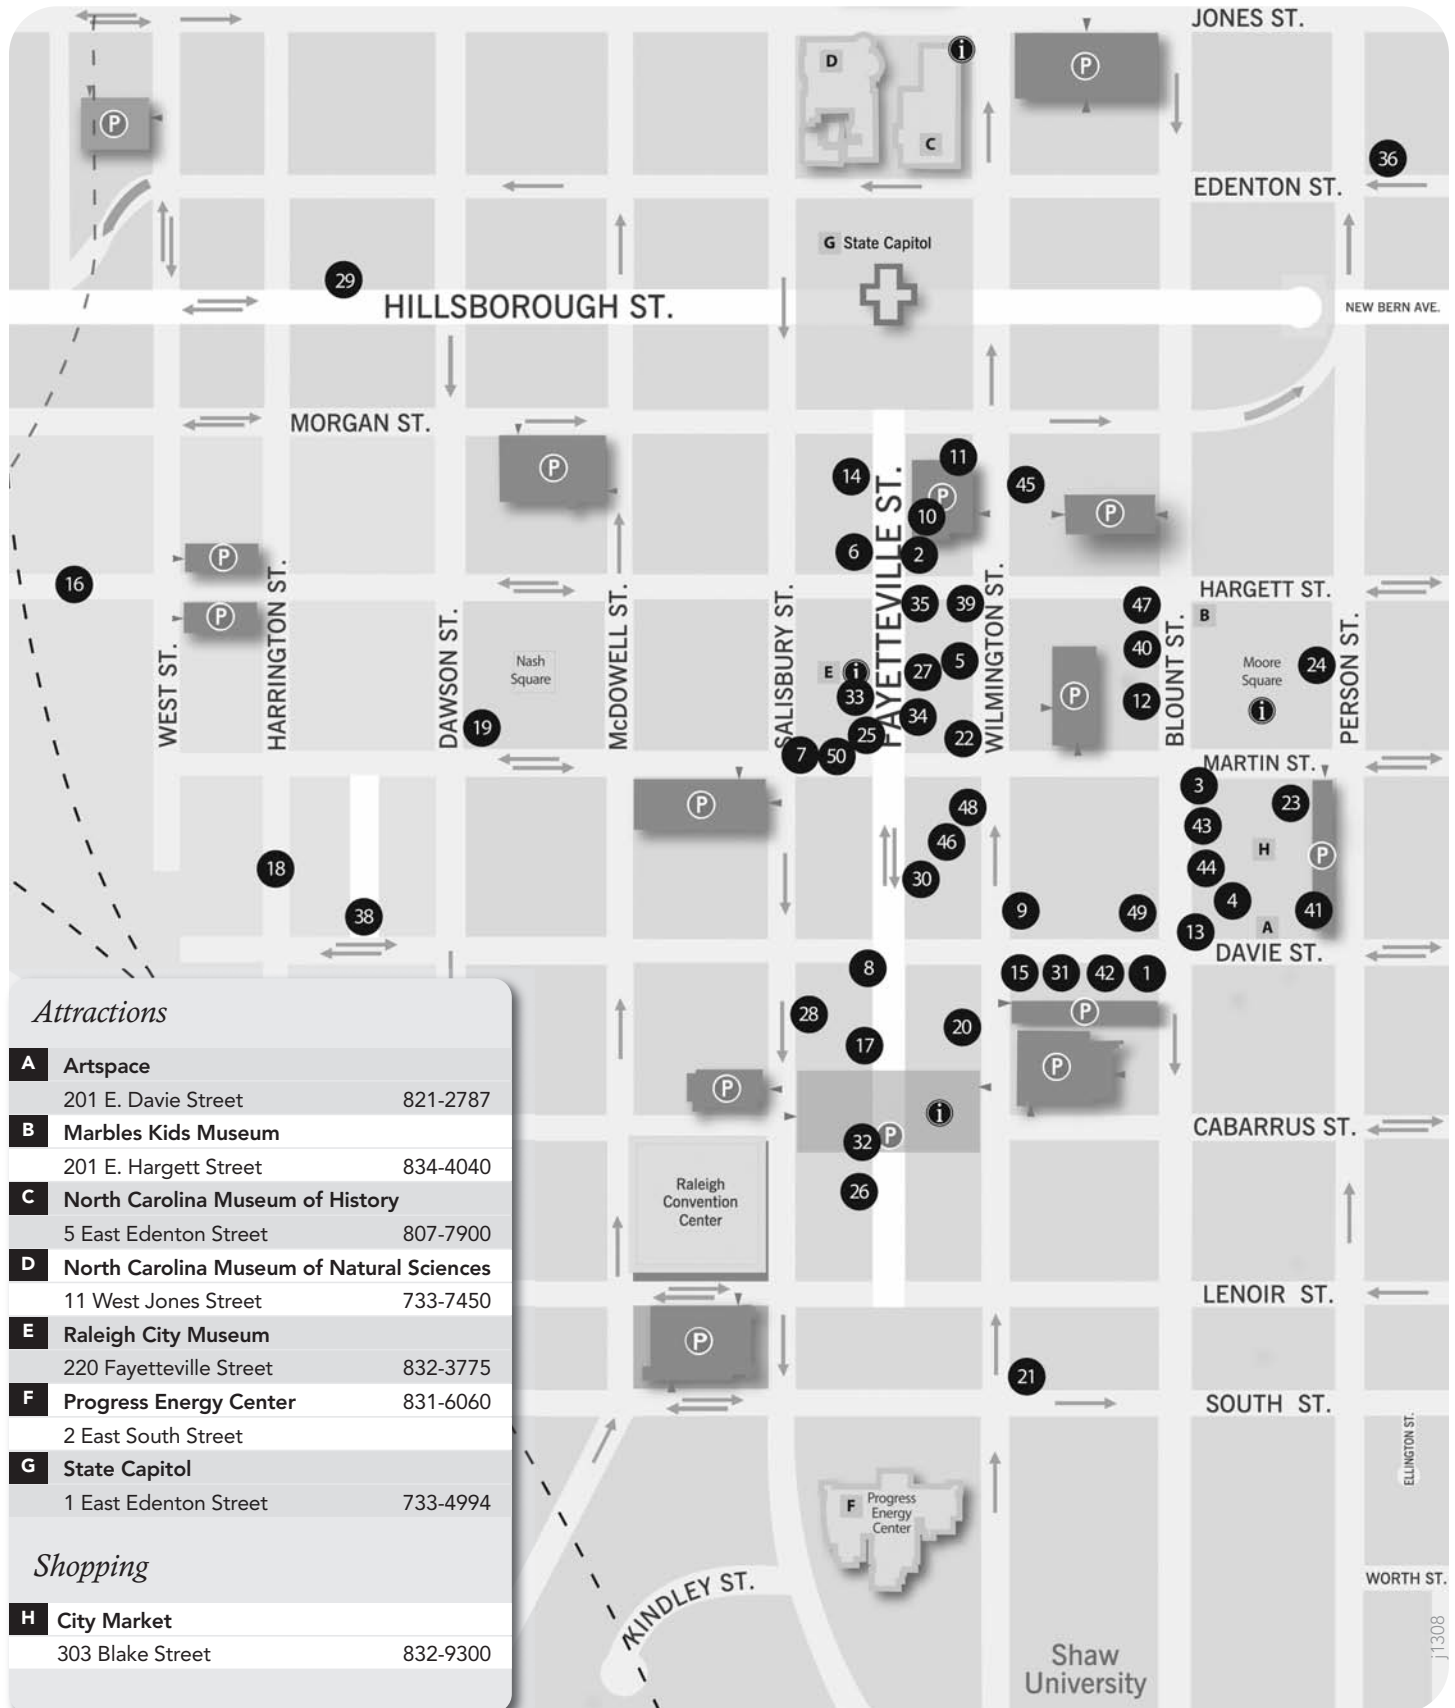 JONES ST.
D
i
P
C
P
36
EDENTON ST.
G State Capitol
29
HILLSBOROUGH ST.
NEW BERN AVE.
MORGAN ST.
P
14
11
P
45
10
P
6
2
16
P
HARGETT ST.
35
39
47
B
P
40
Nash
Square
E
i
27
5
Moore
Square
24
33
P
12
i
19
34
25
22
7
50
WEST ST.
HARRINGTON ST.
DAWSON ST.
McDOWELL ST.
SALISBURY ST.
FAYETTEVILLE ST.
WILMINGTON ST.
BLOUNT ST.
PERSON ST.
MARTIN ST.
3
23
P
48
43
46
H
P
18
30
44
4
38
9
49
41
13
A
DAVIE ST.
8
15
31
42
1
28
P
20
17
P
P
i
32
P
CABARRUS ST.
Raleigh
Convention
Center
26
LENOIR ST.
P
21
SOUTH ST.
ELLINGTON ST.
F
Progress
Energy
Center
WORTH ST.
KINDLEY ST.
Shaw
University
j1308
Attractions
A Artspace
201 E. Davie Street 821-2787
B Marbles Kids Museum
201 E. Hargett Street 834-4040
C North Carolina Museum of History
5 East Edenton Street 807-7900
D North Carolina Museum of Natural Sciences
11 West Jones Street 733-7450
E Raleigh City Museum
220 Fayetteville Street 832-3775
F Progress Energy Center 831-6060
2 East South Street
G State Capitol
1 East Edenton Street 733-4994
Shopping
H City Market
303 Blake Street 832-9300